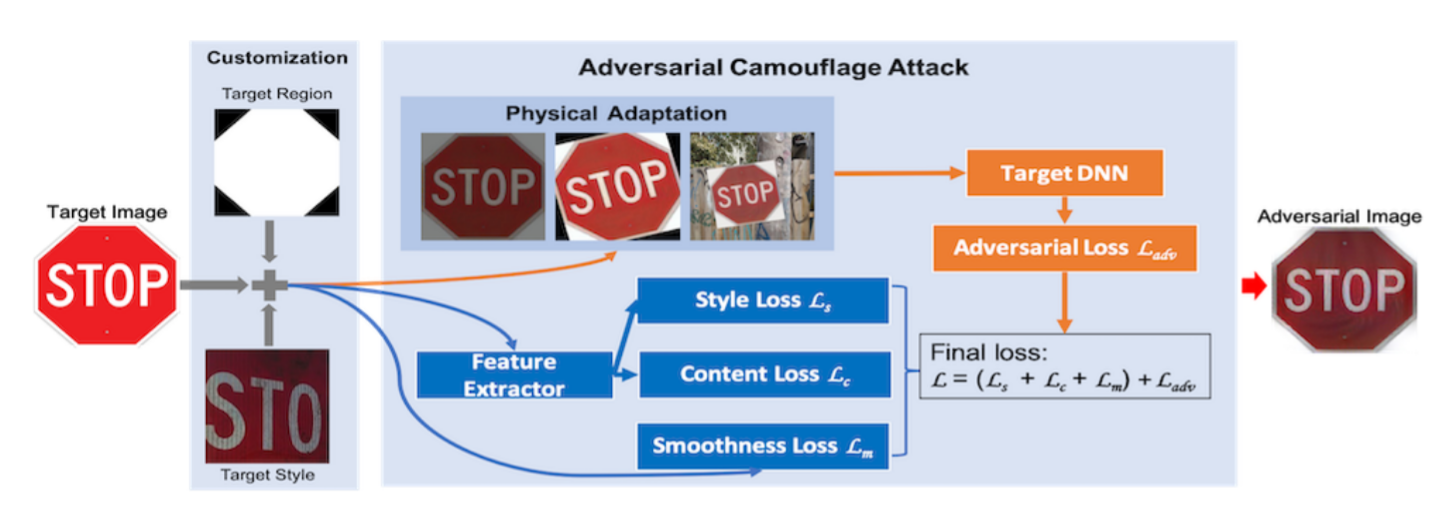 Customization
Target Region
Target Image
STOP
STO
Target Style
Adversarial Camouflage Attack
Physical Adaptation
STOP
STOP
STOP
Target DNN
Adversarial Loss ℒadv
Style Loss ℒs
Feature
Extractor
Content Loss ℒc
Smoothness Loss ℒm
Final loss:
ℒ = (ℒs + ℒc + ℒm) + ℒadv
Adversarial Image
STOP